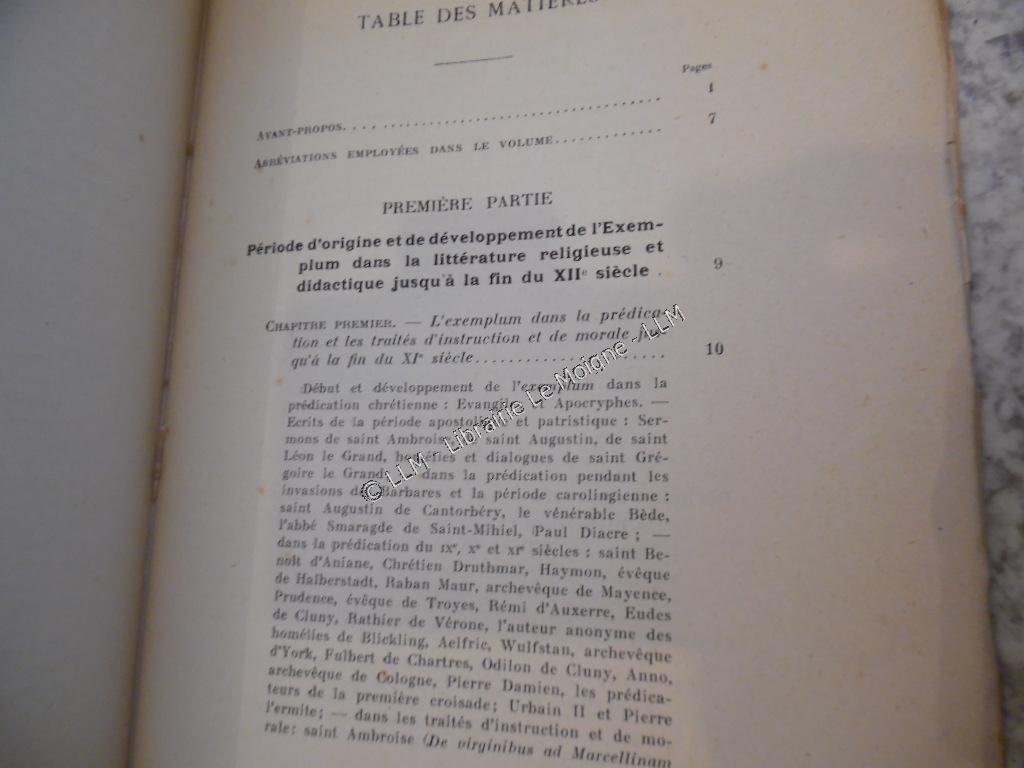 TABLE DES MATIÈRES
Pages
AVANT-PROPOS. . . . . . . . . . . . . . . . . . . . . . . . . . . . . . . . . 1
ABRÉVIATIONS EMPLOYÉES DANS LE VOLUME. . . . . . . . . . . . 7
PREMIÈRE PARTIE
Période d'origine et de développement de l'Exem-
plum dans la littérature religieuse et
didactique jusqu'à la fin du XIIe siècle . 9
CHAPITRE PREMIER. — L'exemplum dans la prédica-
tion et les traités d'instruction et de morale jus-
qu'à la fin du XIe siècle. . . . . . . . . . . . . . . . . . . . . 10
Début et développement de l'exemplum dans la
prédication chrétienne : Evangiles et Apocryphes. —
Ecrits de la période apostolique et patristique : Ser-
mons de saint Ambroise, de saint Augustin, de saint
Léon le Grand, homélies et dialogues de saint Gré-
goire le Grand; — dans la prédication pendant les
invasions des Barbares et la période carolingienne :
saint Augustin de Cantorbéry, le vénérable Bède,
l'abbé Smaragde de Saint-Mihiel, Paul Diacre ; —
dans la prédication du IXe, Xe et XIe siècles : saint Be-
noît d'Aniane, Chrétien Druthmar, Haymon, évêque
de Halberstadt, Raban Maur, archevêque de Mayence,
Prudence, évêque de Troyes, Rémi d'Auxerre, Eudes
de Cluny, Rathier de Vérone, l'auteur anonyme des
homélies de Blickling, Aelfric, Wulfstan, archevêque
d'York, Fulbert de Chartres, Odilon de Cluny, Anno,
archevêque de Cologne, Pierre Damien, les prédica-
teurs de la première croisade; Urbain II et Pierre
l'ermite; — dans les traités d'instruction et de mo-
rale: saint Ambroise (De virginibus ad Marcellinam
© LLM - Librairie Le Moigne - LLM